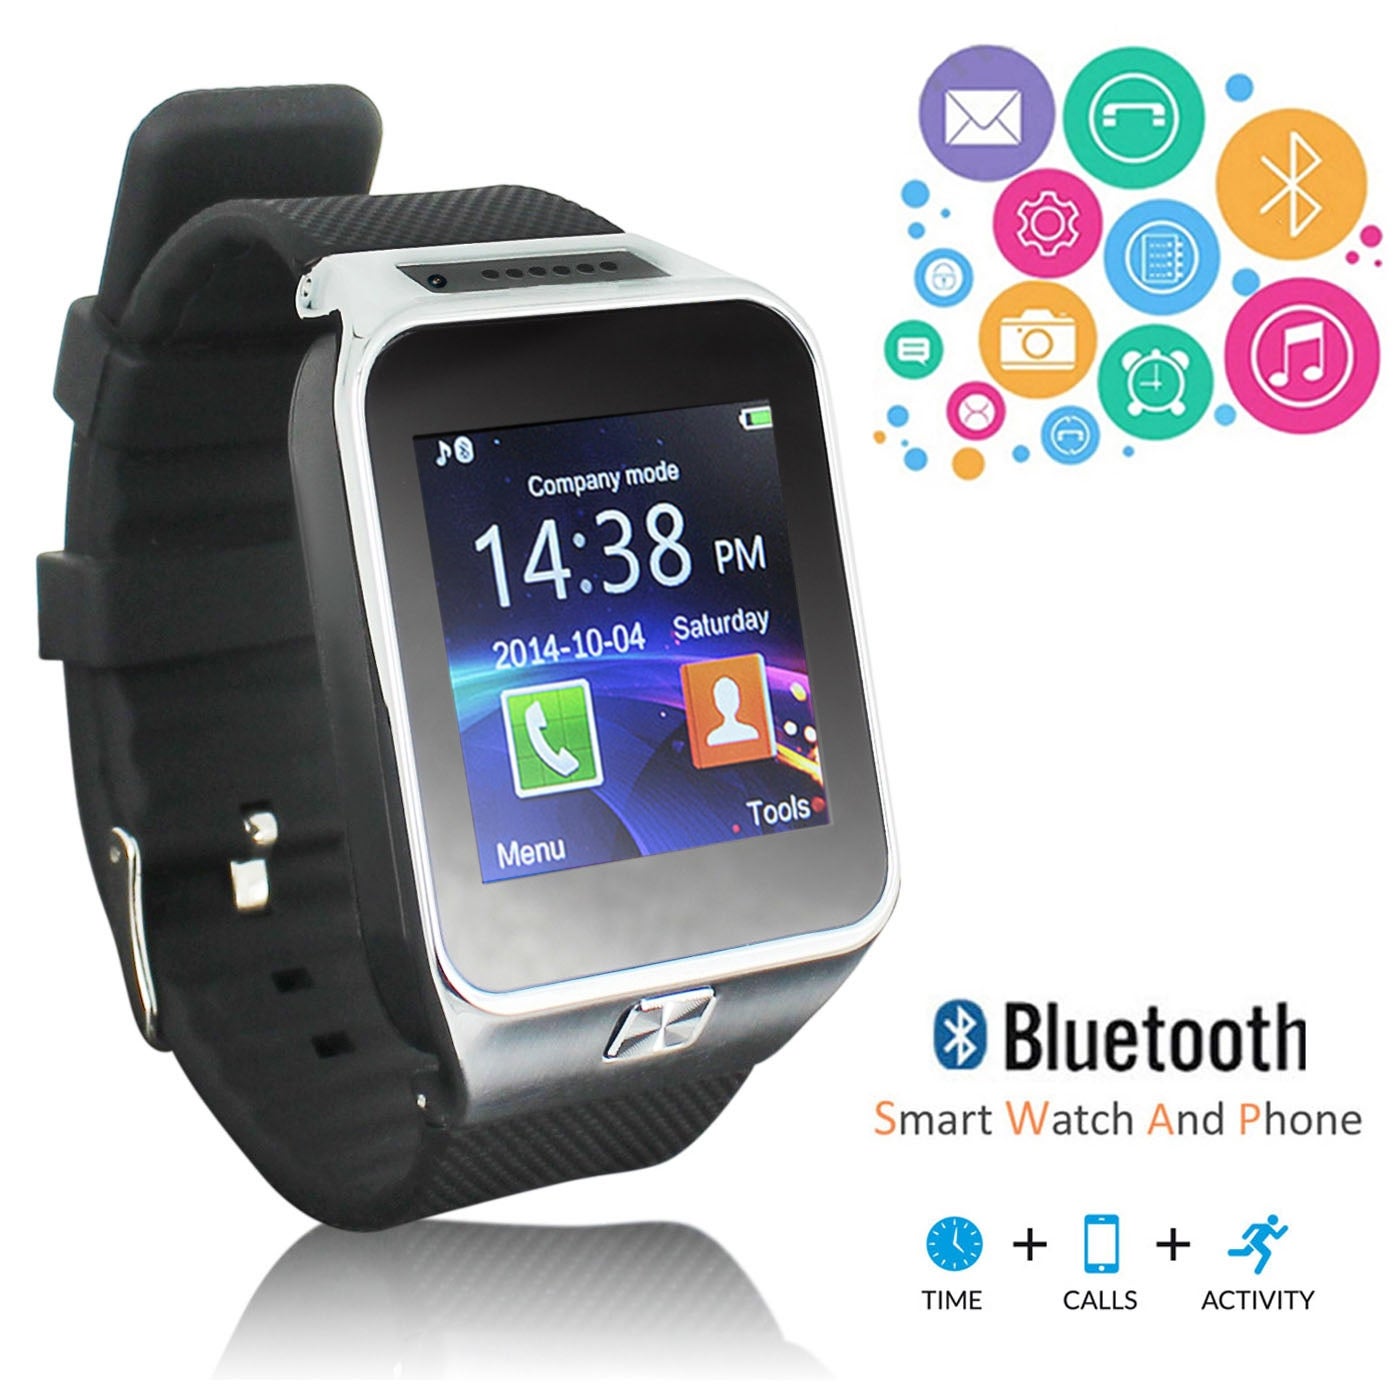 Company mode
14:38 PM
2014-10-04 Saturday
Menu Tools
Bluetooth
Smart Watch And Phone
TIME + CALLS + ACTIVITY